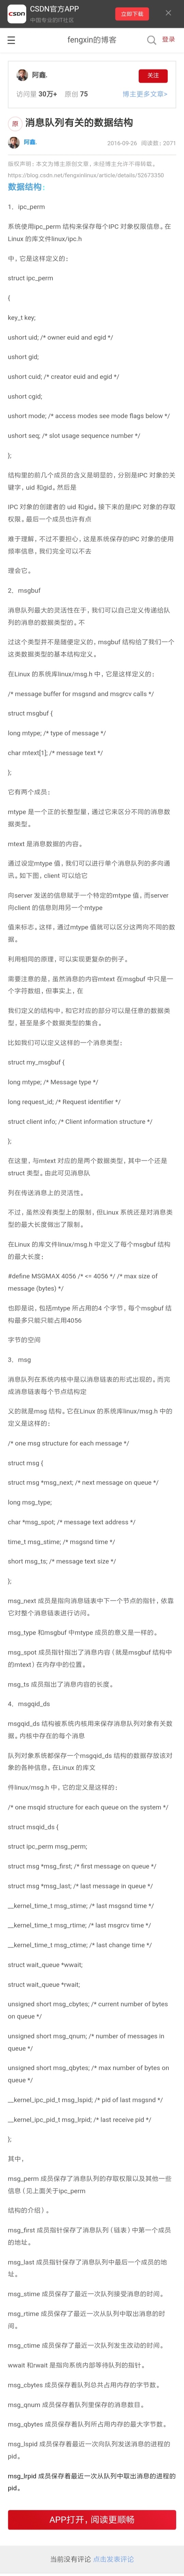 CSDN官方APP
中国专业的IT社区
立即下载
CSDN
fengxin的博客
登录
阿鑫.
关注
访问量 30万+ 原创 75
博主更多文章>
原 消息队列有关的数据结构
阿鑫.
2016-09-26 阅读数：2071
版权声明：本文为博主原创文章，未经博主允许不得转载。
https://blog.csdn.net/fengxinlinux/article/details/52673350
数据结构：
1. ipc_perm
系统使用ipc_perm 结构来保存每个IPC 对象权限信息。在
Linux 的库文件linux/ipc.h
中，它是这样定义的：
struct ipc_perm
{
key_t key;
ushort uid; /* owner euid and egid */
ushort gid;
ushort cuid; /* creator euid and egid */
ushort cgid;
ushort mode; /* access modes see mode flags below */
ushort seq; /* slot usage sequence number */
};
结构里的前几个成员的含义是明显的，分别是IPC 对象的关
键字，uid 和gid。然后是
IPC 对象的创建者的 uid 和gid。接下来的是IPC 对象的存取
权限。最后一个成员也许有点
难于理解，不过不要担心，这是系统保存的IPC 对象的使用
频率信息，我们完全可以不去
理会它。
2. msgbuf
消息队列最大的灵活性在于，我们可以自己定义传递给队
列的消息的数据类型的。不
过这个类型并不是随便定义的，msgbuf 结构给了我们一个
这类数据类型的基本结构定义。
在Linux 的系统库linux/msg.h 中，它是这样定义的：
/* message buffer for msgsnd and msgrcv calls */
struct msgbuf {
long mtype; /* type of message */
char mtext[1]; /* message text */
};
它有两个成员：
mtype 是一个正的长整型量，通过它来区分不同的消息数
据类型。
mtext 是消息数据的内容。
通过设定mtype 值，我们可以进行单个消息队列的多向通
讯。如下图，client 可以给它
向server 发送的信息赋于一个特定的mtype 值，而server
向client 的信息则用另一个mtype
值来标志。这样，通过mtype 值就可以区分这两向不同的数
据。
利用相同的原理，可以实现更复杂的例子。
需要注意的是，虽然消息的内容mtext 在msgbuf 中只是一
个字符数组，但事实上，在
我们定义的结构中，和它对应的部分可以是任意的数据类
型，甚至是多个数据类型的集合。
比如我们可以定义这样的一个消息类型：
struct my_msgbuf {
long mtype; /* Message type */
long request_id; /* Request identifier */
struct client info; /* Client information structure */
};
在这里，与mtext 对应的是两个数据类型，其中一个还是
struct 类型。由此可见消息队
列在传送消息上的灵活性。
不过，虽然没有类型上的限制，但Linux 系统还是对消息类
型的最大长度做出了限制。
在Linux 的库文件linux/msg.h 中定义了每个msgbuf 结构
的最大长度：
#define MSGMAX 4056 /* <= 4056 */ /* max size of
message (bytes) */
也即是说，包括mtype 所占用的4 个字节，每个msgbuf 结
构最多只能只能占用4056
字节的空间
3. msg
消息队列在系统内核中是以消息链表的形式出现的。而完
成消息链表每个节点结构定
义的就是msg 结构。它在Linux 的系统库linux/msg.h 中的
定义是这样的：
/* one msg structure for each message */
struct msg {
struct msg *msg_next; /* next message on queue */
long msg_type;
char *msg_spot; /* message text address */
time_t msg_stime; /* msgsnd time */
short msg_ts; /* message text size */
};
msg_next 成员是指向消息链表中下一个节点的指针，依靠
它对整个消息链表进行访问。
msg_type 和msgbuf 中mtype 成员的意义是一样的。
msg_spot 成员指针指出了消息内容（就是msgbuf 结构中
的mtext）在内存中的位置。
msg_ts 成员指出了消息内容的长度。
4. msgqid_ds
msgqid_ds 结构被系统内核用来保存消息队列对象有关数
据。内核中存在的每个消息
队列对象系统都保存一个msgqid_ds 结构的数据存放该对
象的各种信息。在Linux 的库文
件linux/msg.h 中，它的定义是这样的：
/* one msqid structure for each queue on the system */
struct msqid_ds {
struct ipc_perm msg_perm;
struct msg *msg_first; /* first message on queue */
struct msg *msg_last; /* last message in queue */
__kernel_time_t msg_stime; /* last msgsnd time */
__kernel_time_t msg_rtime; /* last msgrcv time */
__kernel_time_t msg_ctime; /* last change time */
struct wait_queue *wwait;
struct wait_queue *rwait;
unsigned short msg_cbytes; /* current number of bytes
on queue */
unsigned short msg_qnum; /* number of messages in
queue */
unsigned short msg_qbytes; /* max number of bytes on
queue */
__kernel_ipc_pid_t msg_lspid; /* pid of last msgsnd */
__kernel_ipc_pid_t msg_lrpid; /* last receive pid */
};
其中，
msg_perm 成员保存了消息队列的存取权限以及其他一些
信息（见上面关于ipc_perm
结构的介绍）。
msg_first 成员指针保存了消息队列（链表）中第一个成员
的地址。
msg_last 成员指针保存了消息队列中最后一个成员的地
址。
msg_stime 成员保存了最近一次队列接受消息的时间。
msg_rtime 成员保存了最近一次从队列中取出消息的时
间。
msg_ctime 成员保存了最近一次队列发生改动的时间。
wwait 和rwait 是指向系统内部等待队列的指针。
msg_cbytes 成员保存着队列总共占用内存的字节数。
msg_qnum 成员保存着队列里保存的消息数目。
msg_qbytes 成员保存着队列所占用内存的最大字节数。
msg_lspid 成员保存着最近一次向队列发送消息的进程的
pid。
msg_lrpid 成员保存着最近一次从队列中取出消息的进程的
pid。
APP打开，阅读更顺畅
当前没有评论 点击发表评论